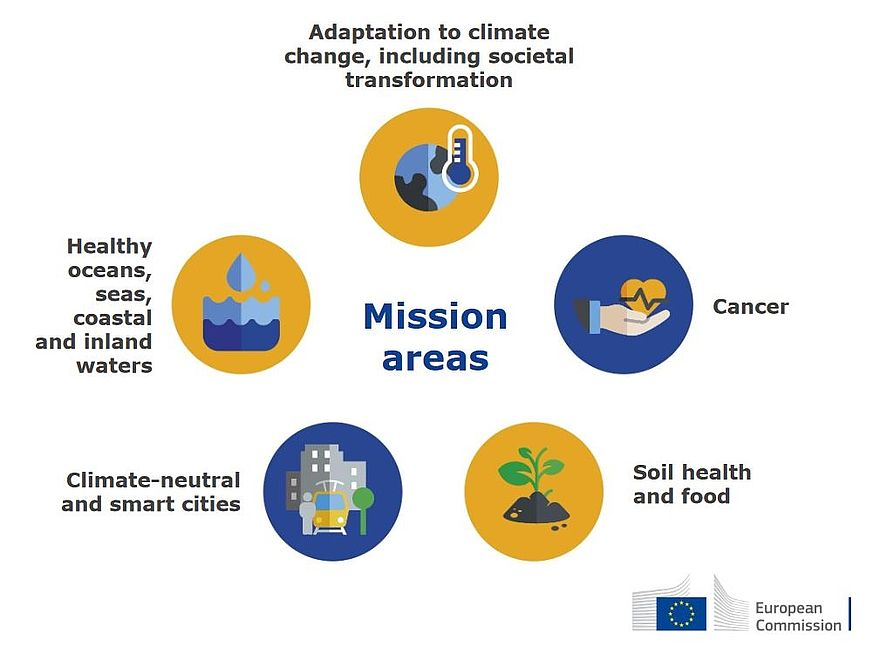 Adaptation to climate
change, including societal
transformation
Healthy
oceans,
seas,
coastal
and inland
waters
Mission
areas
Cancer
Climate-neutral
and smart cities
Soil health
and food
European
Commission